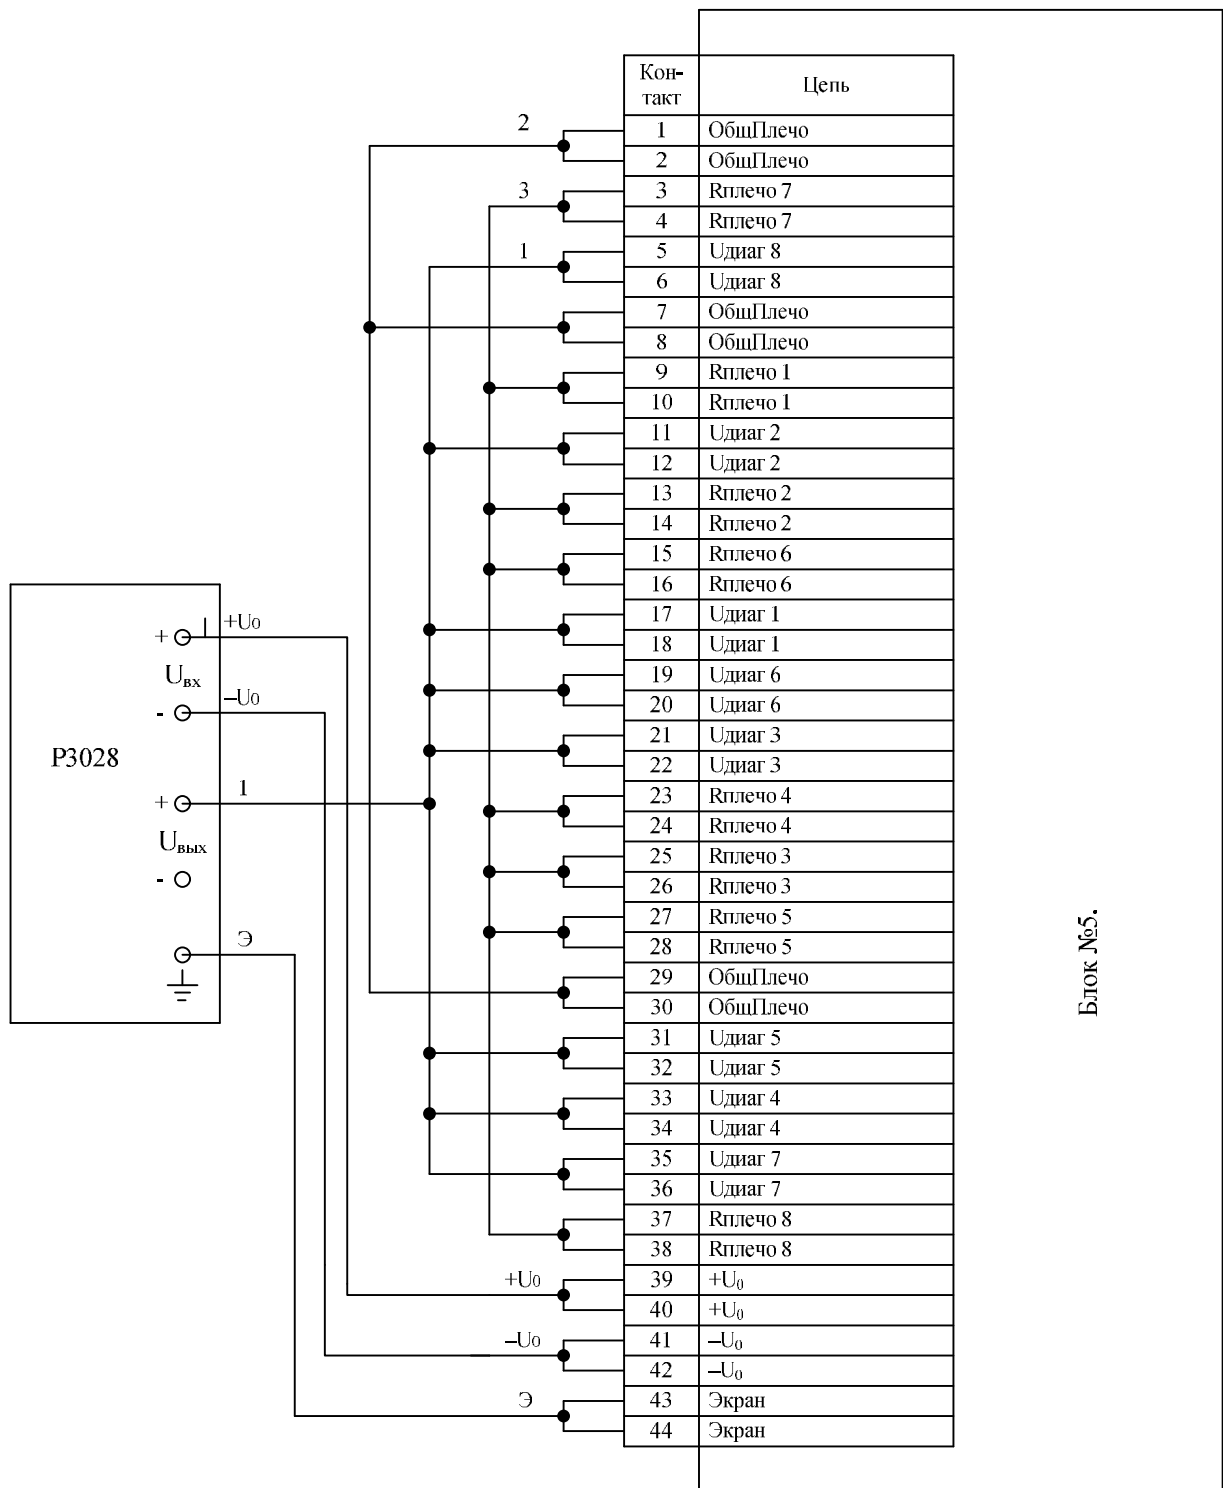 Кон-
такт
Цепь
2
1 ОбщПлечо
2 ОбщПлечо
3
3 Rплечо 7
4 Rплечо 7
1
5 Uдиаг 8
6 Uдиаг 8
7 ОбщПлечо
8 ОбщПлечо
9 Rплечо 1
10 Rплечо 1
11 Uдиаг 2
12 Uдиаг 2
13 Rплечо 2
14 Rплечо 2
15 Rплечо 6
16 Rплечо 6
17 Uдиаг 1
18 Uдиаг 1
19 Uдиаг 6
20 Uдиаг 6
21 Uдиаг 3
22 Uдиаг 3
23 Rплечо 4
24 Rплечо 4
25 Rплечо 3
26 Rплечо 3
27 Rплечо 5
28 Rплечо 5
29 ОбщПлечо
30 ОбщПлечо
31 Uдиаг 5
32 Uдиаг 5
33 Uдиаг 4
34 Uдиаг 4
35 Uдиаг 7
36 Uдиаг 7
37 Rплечо 8
38 Rплечо 8
+U0
39 +U0
40 +U0
–U0
41 –U0
42 –U0
Э
43 Экран
44 Экран
+ +U0
Uвх
- –U0
Р3028
+ 1
Uвых
-
Э
Блок №5.